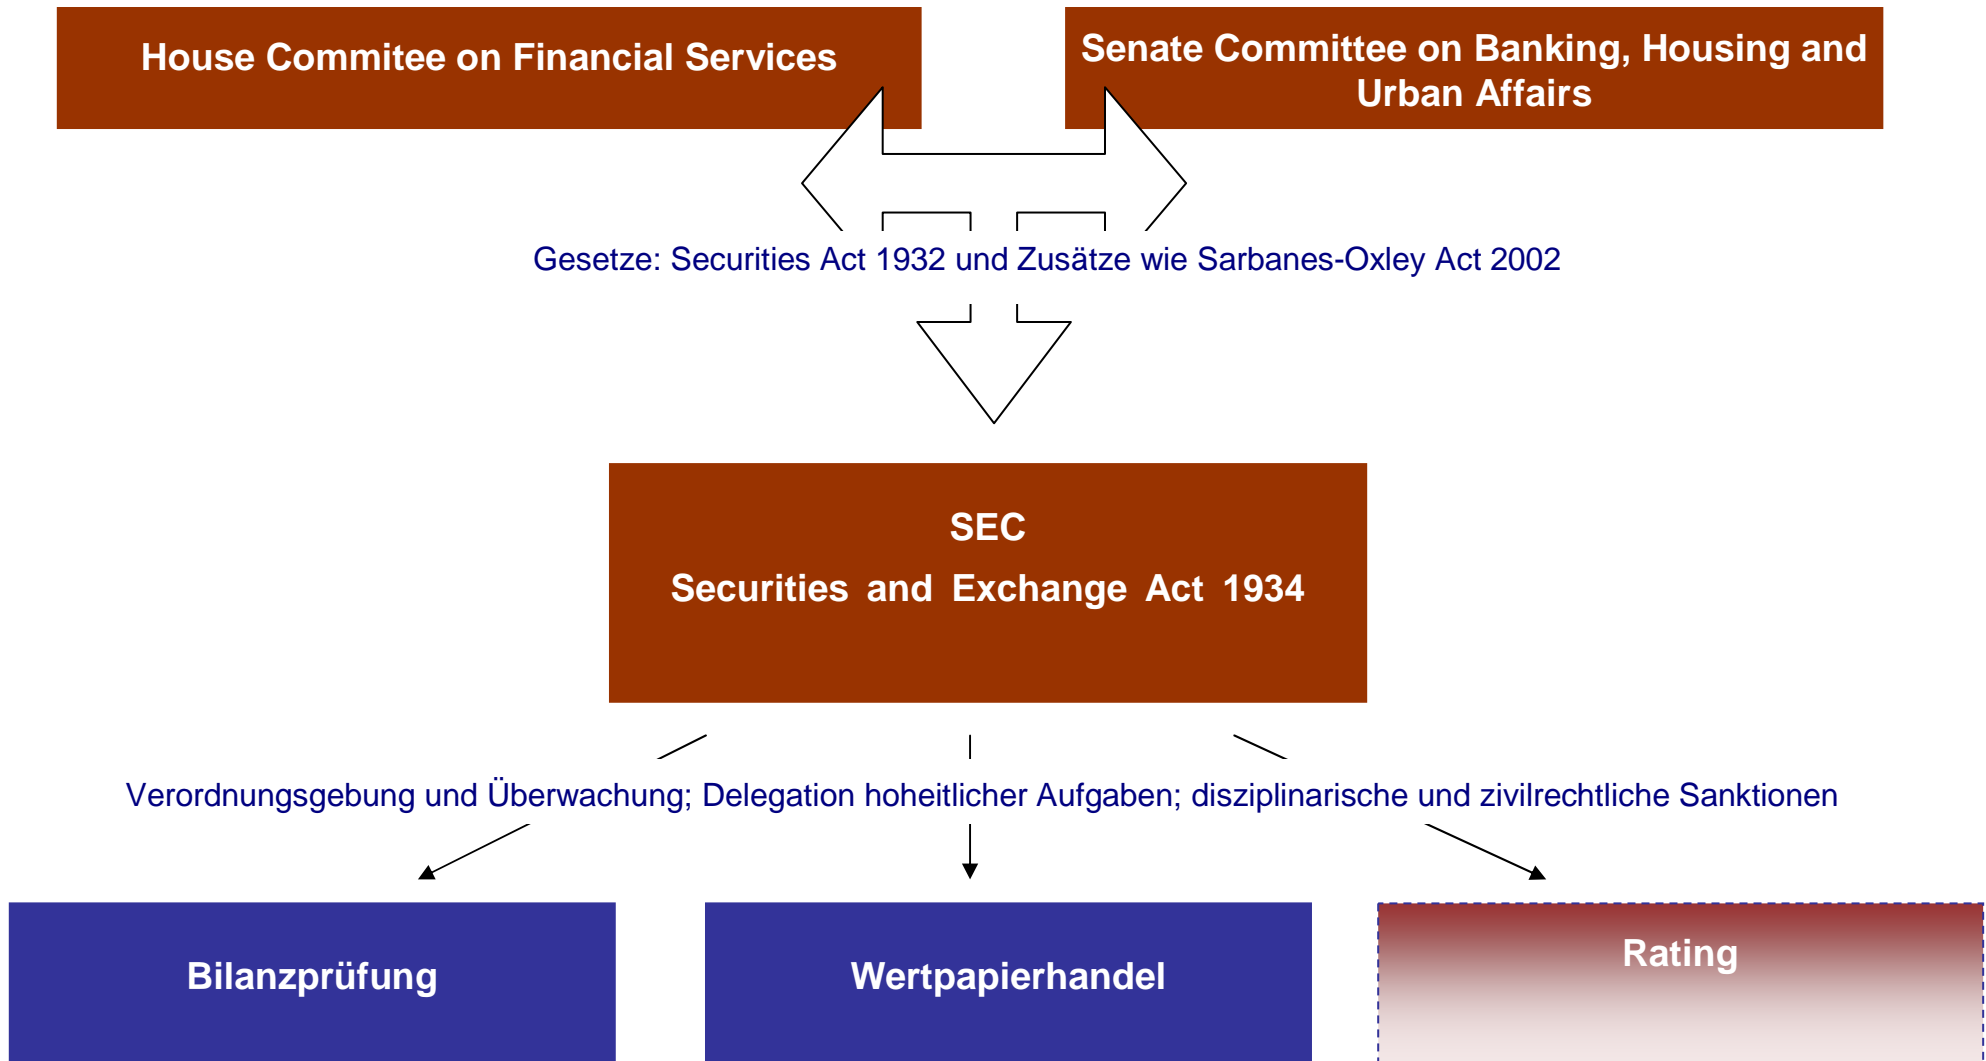 House Commitee on Financial Services
Senate Committee on Banking, Housing and
Urban Affairs
Gesetze: Securities Act 1932 und Zusätze wie Sarbanes-Oxley Act 2002
SEC
Securities and Exchange Act 1934
Verordnungsgebung und Überwachung; Delegation hoheitlicher Aufgaben; disziplinarische und zivilrechtliche Sanktionen
Bilanzprüfung
Wertpapierhandel
Rating